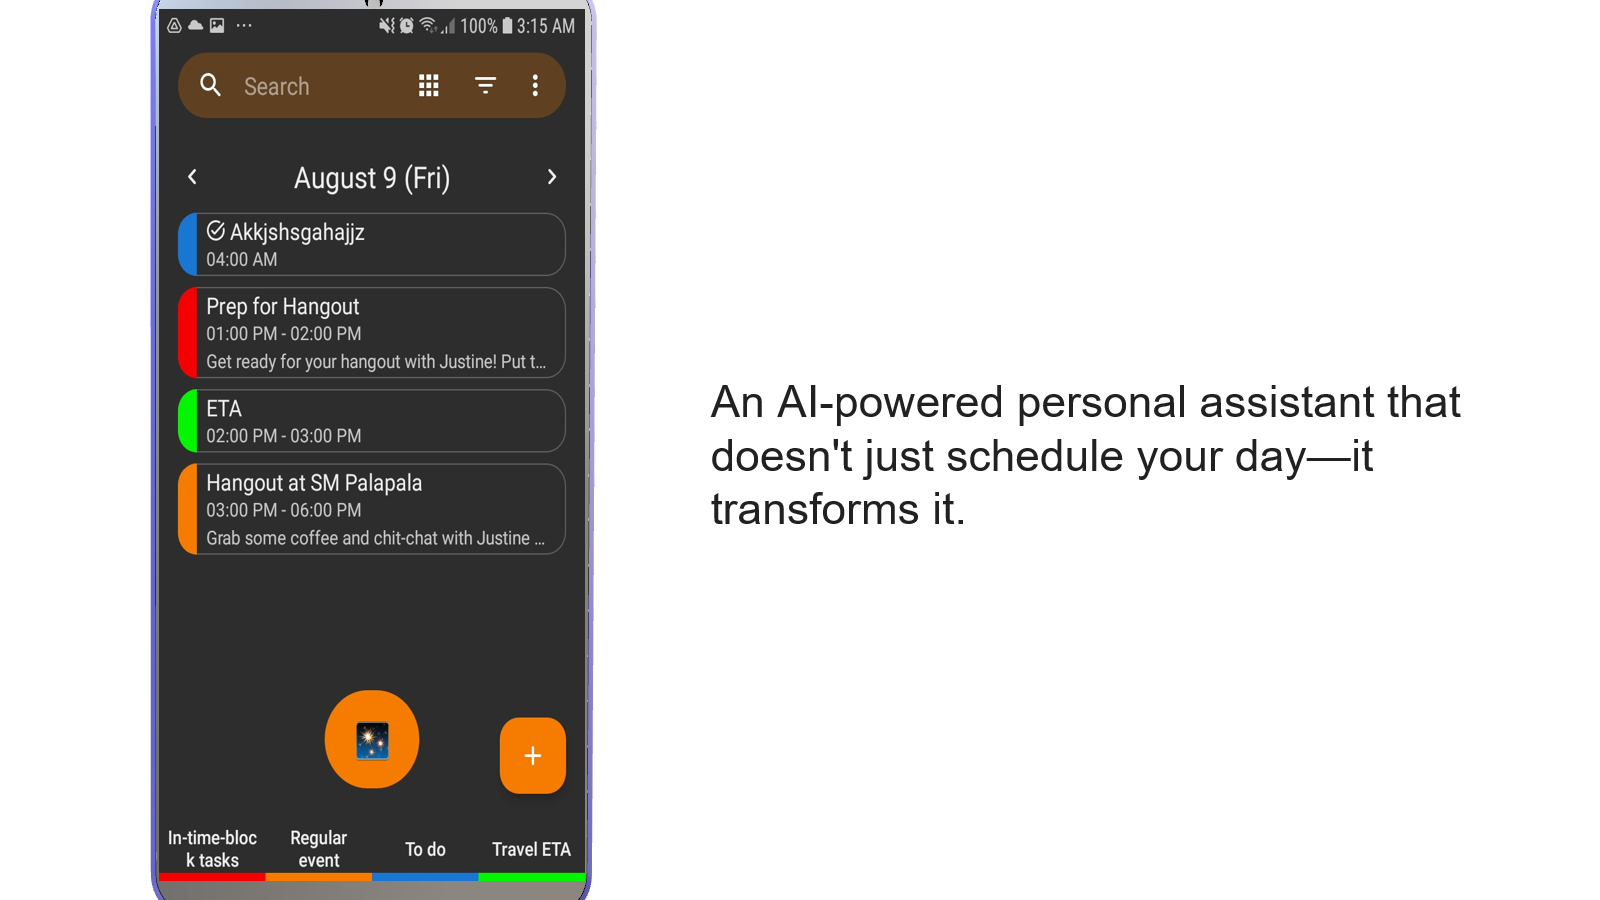 100% 3:15 AM
Search
August 9 (Fri)
Akkjshsgahajjz
04:00 AM
Prep for Hangout
01:00 PM - 02:00 PM
Get ready for your hangout with Justine! Put t...
ETA
02:00 PM - 03:00 PM
Hangout at SM Palapala
03:00 PM - 06:00 PM
Grab some coffee and chit-chat with Justine ...
+
In-time-bloc
k tasks
Regular
event
To do
Travel ETA
An AI-powered personal assistant that
doesn't just schedule your day—it
transforms it.